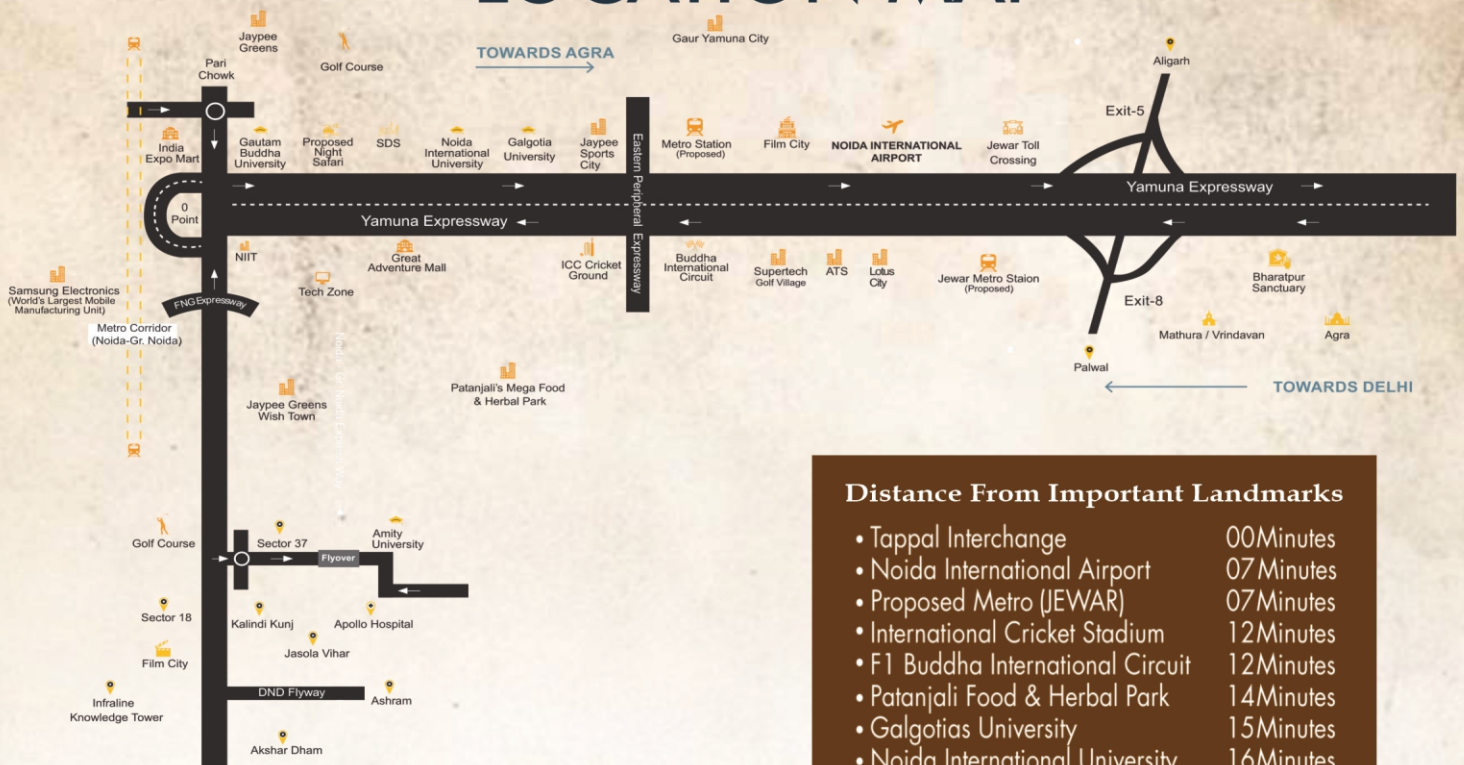 LOCATION MAP
Jaypee
Greens
Golf Course
TOWARDS AGRA
Gaur Yamuna City
Aligarh
Pari
Chowk
Exit-5
India
Expo Mart
Gautam
Buddha
University
Proposed
Night
Safari
SDS
Noida
International
University
Galgotia
University
Jaypee
Sports
City
Eastern Peripheral Expressway
Metro Station
(Proposed)
Film City
NOIDA INTERNATIONAL
AIRPORT
Jewar Toll
Crossing
Yamuna Expressway
0
Point
Yamuna Expressway
NIIT
Great
Adventure Mall
Tech Zone
ICC Cricket
Ground
Buddha
International
Circuit
Supertech
Golf Village
ATS
Lotus
City
Jewar Metro Staion
(Proposed)
Exit-8
Bharatpur
Sanctuary
Mathura / Vrindavan
Agra
Palwal
TOWARDS DELHI
Samsung Electronics
(World's Largest Mobile
Manufacturing Unit)
FNG Expressway
Metro Corridor
(Noida-Gr. Noida)
Jaypee Greens
Wish Town
Patanjali's Mega Food
& Herbal Park
Golf Course
Sector 37
Flyover
Amity
University
Sector 18
Kalindi Kunj
Apollo Hospital
Jasola Vihar
Film City
Infraline
Knowledge Tower
DND Flyway
Ashram
Akshar Dham
Distance From Important Landmarks
• Tappal Interchange 00Minutes
• Noida International Airport 07Minutes
• Proposed Metro (JEWAR) 07Minutes
• International Cricket Stadium 12Minutes
• F1 Buddha International Circuit 12Minutes
• Patanjali Food & Herbal Park 14Minutes
• Galgotias University 15Minutes
• Noida International University 16Minutes